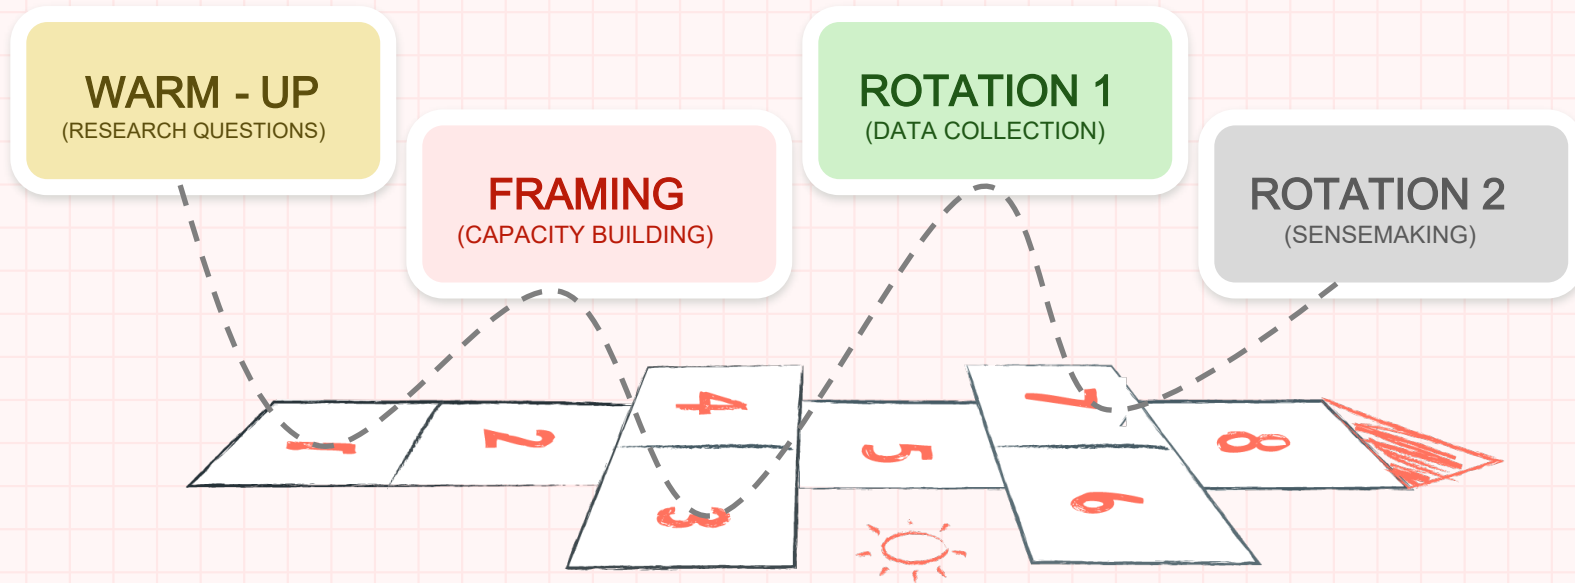 WARM - UP
(RESEARCH QUESTIONS)
FRAMING
(CAPACITY BUILDING)
ROTATION 1
(DATA COLLECTION)
ROTATION 2
(SENSEMAKING)
1
2
3
4
5
6
7
8